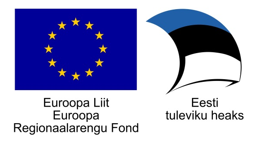 Euroopa Liit
Euroopa
Regionaalarengu Fond
Eesti
tuleviku heaks